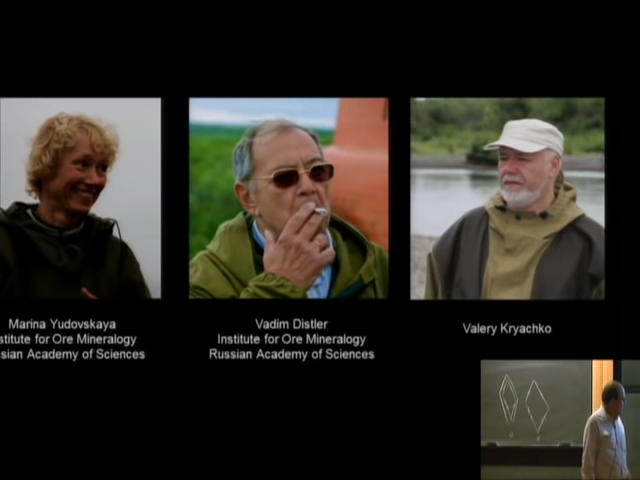 Marina Yudovskaya
stitute for Ore Mineralogy
ssian Academy of Sciences
Vadim Distler
Institute for Ore Mineralogy
Russian Academy of Sciences
Valery Kryachko